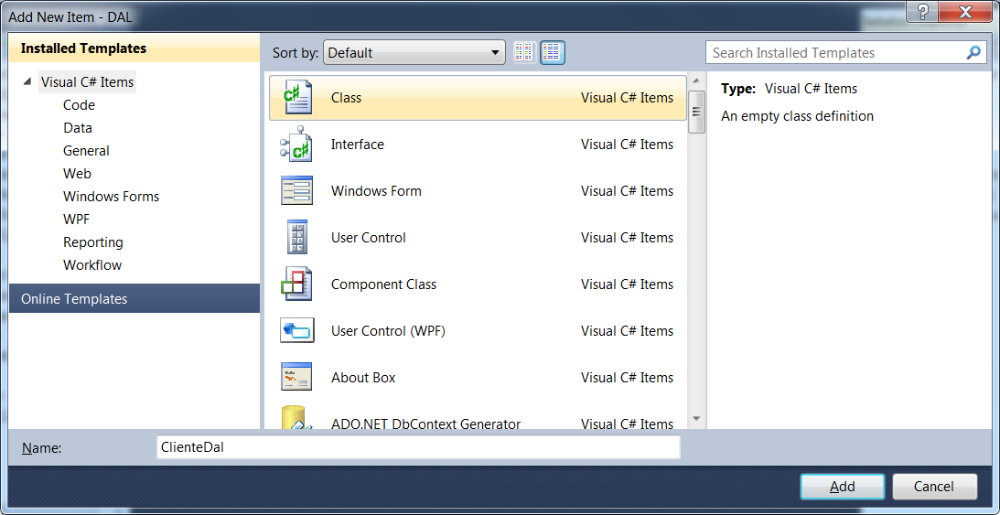 Add New Item - DAL
Installed Templates
Visual C# Items
Code
Data
General
Web
Windows Forms
WPF
Reporting
Workflow
Online Templates
Sort by: Default
Search Installed Templates
Class Visual C# Items
Interface Visual C# Items
Windows Form Visual C# Items
User Control Visual C# Items
Component Class Visual C# Items
User Control (WPF) Visual C# Items
About Box Visual C# Items
ADO.NET DbContext Generator Visual C# Items
Type: Visual C# Items
An empty class definition
Name: ClienteDal
Add Cancel